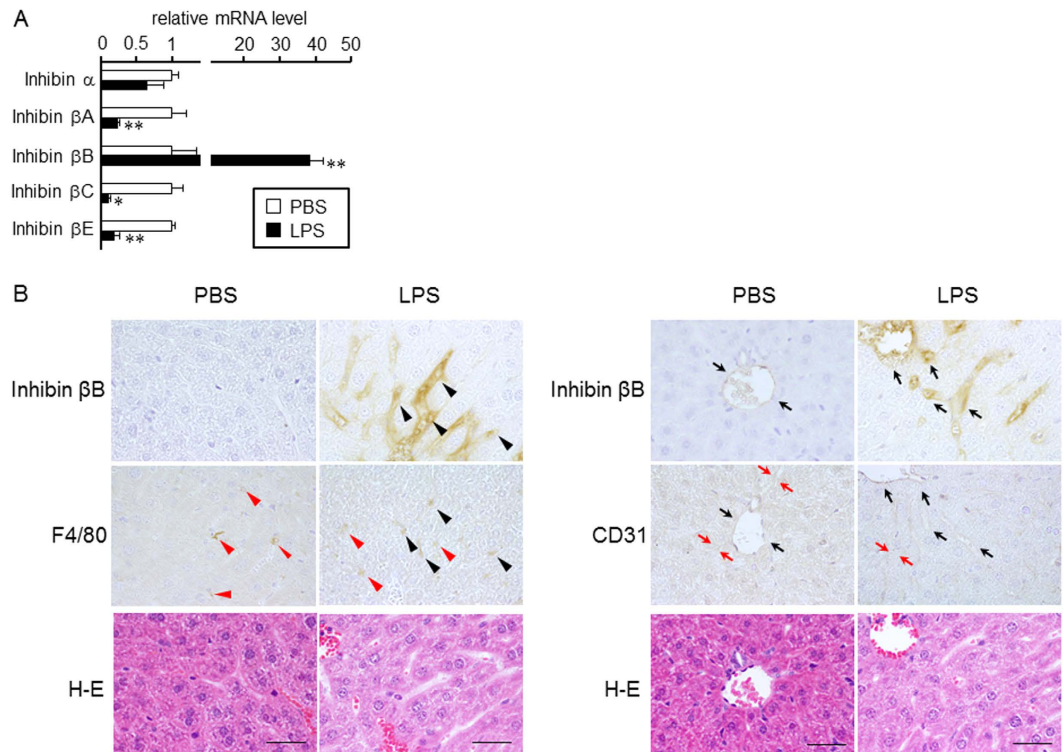 A
relative mRNA level
0 0.5 1 20 30 40 50
Inhibin α
Inhibin βA
**
Inhibin βB
**
Inhibin βC
*
Inhibin βE
**
PBS
LPS
B
PBS LPS PBS LPS
Inhibin βB
Inhibin βB
F4/80
CD31
H-E
H-E